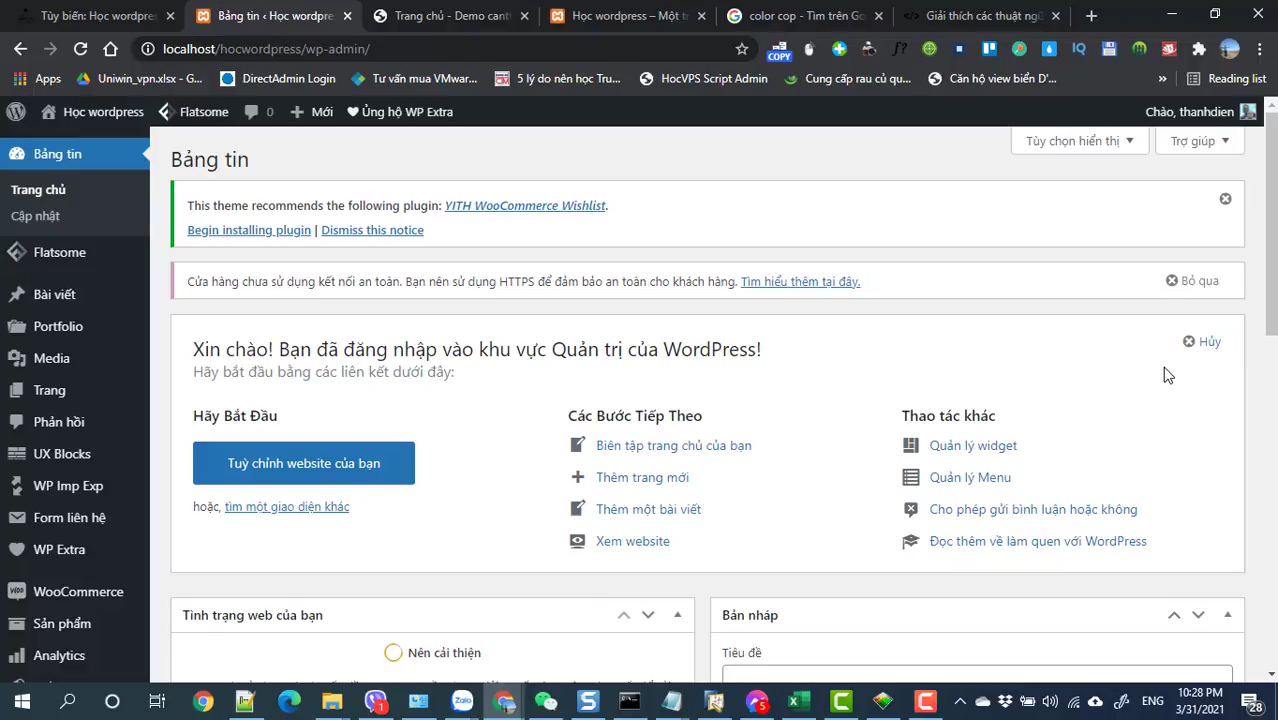 Tùy biến: Học wordpres
Bảng tin ‹ Học wordpre
Trang chủ - Demo cant
Học wordpress – Một t
color cop - Tìm trên Go
Giải thích các thuật ng
localhost/hocwordpress/wp-admin/
COPY
f?
IQ
Apps
Uniwin_vpn.xlsx - G...
DirectAdmin Login
Tư vấn mua VMwar...
5 lý do nên học Tru...
HocVPS Script Admin
Cung cấp rau củ qu...
Căn hộ view biển D'...
»
Reading list
Học wordpress
Flatsome
0
Mới
Ủng hộ WP Extra
Chào, thanhdien
Bảng tin
Trang chủ
Cập nhật
Flatsome
Bài viết
Portfolio
Media
Trang
Phản hồi
UX Blocks
WP Imp Exp
Form liên hệ
WP Extra
WooCommerce
Sản phẩm
Analytics
Tùy chọn hiển thị
Trợ giúp
Bảng tin
This theme recommends the following plugin: YITH WooCommerce Wishlist.
Begin installing plugin | Dismiss this notice
Cửa hàng chưa sử dụng kết nối an toàn. Bạn nên sử dụng HTTPS để đảm bảo an toàn cho khách hàng. Tìm hiểu thêm tại đây.
Bỏ qua
Xin chào! Bạn đã đăng nhập vào khu vực Quản trị của WordPress!
Hủy
Hãy bắt đầu bằng các liên kết dưới đây:
Hãy Bắt Đầu
Tuỳ chỉnh website của bạn
hoặc, tìm một giao diện khác
Các Bước Tiếp Theo
Biên tập trang chủ của bạn
Thêm trang mới
Thêm một bài viết
Xem website
Thao tác khác
Quản lý widget
Quản lý Menu
Cho phép gửi bình luận hoặc không
Đọc thêm về làm quen với WordPress
Tình trạng web của bạn
Nên cải thiện
Bản nháp
Tiêu đề
1
5
ENG
10:28 PM
3/31/2021
28